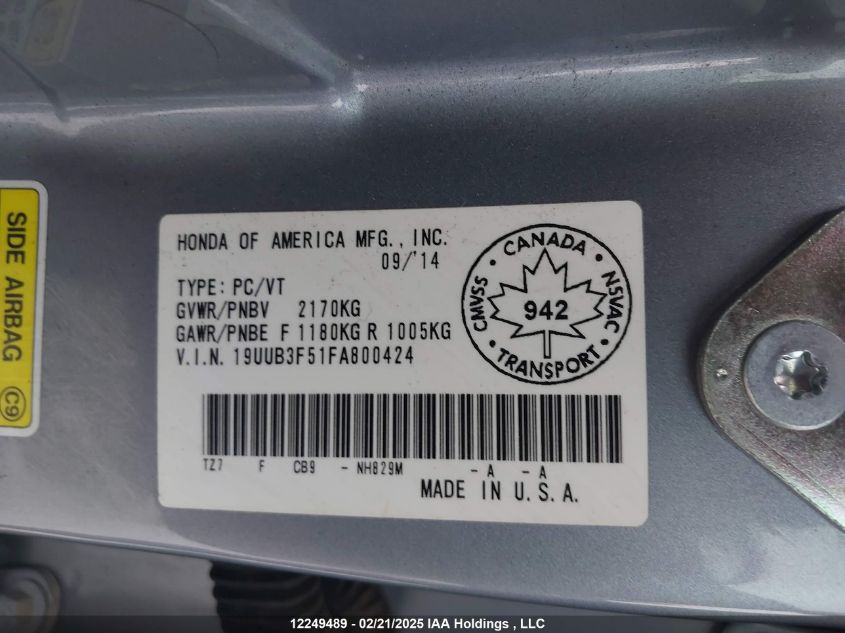 SIDE AIRBAG
C9
HONDA OF AMERICA MFG., INC.
09/'14
TYPE: PC/VT
GVWR/PNBV 2170KG
GAWR/PNBE F 1180KG R 1005KG
V.I.N. 19UUB3F51FA800424
CANADA
CMVSS
NSVAC
942
TRANSPORT
TZ7 F CB9 - NH829M - A - A
MADE IN U.S.A.
12249489 - 02/21/2025 IAA Holdings , LLC